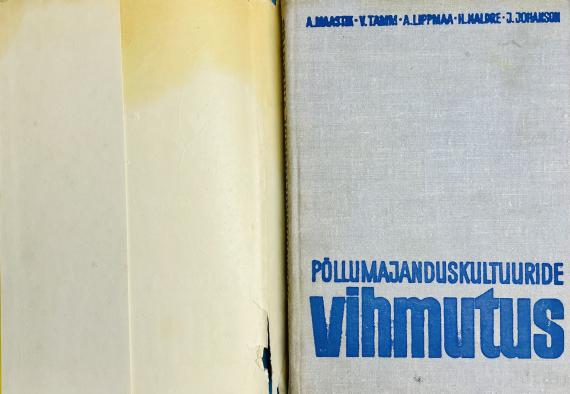 A. MAASTIK · V. TAMM · A. LIPPMAA · H. HALDRE · J. JOHANSON
PÕLLUMAJANDUSKULTUURIDE
vihmutus